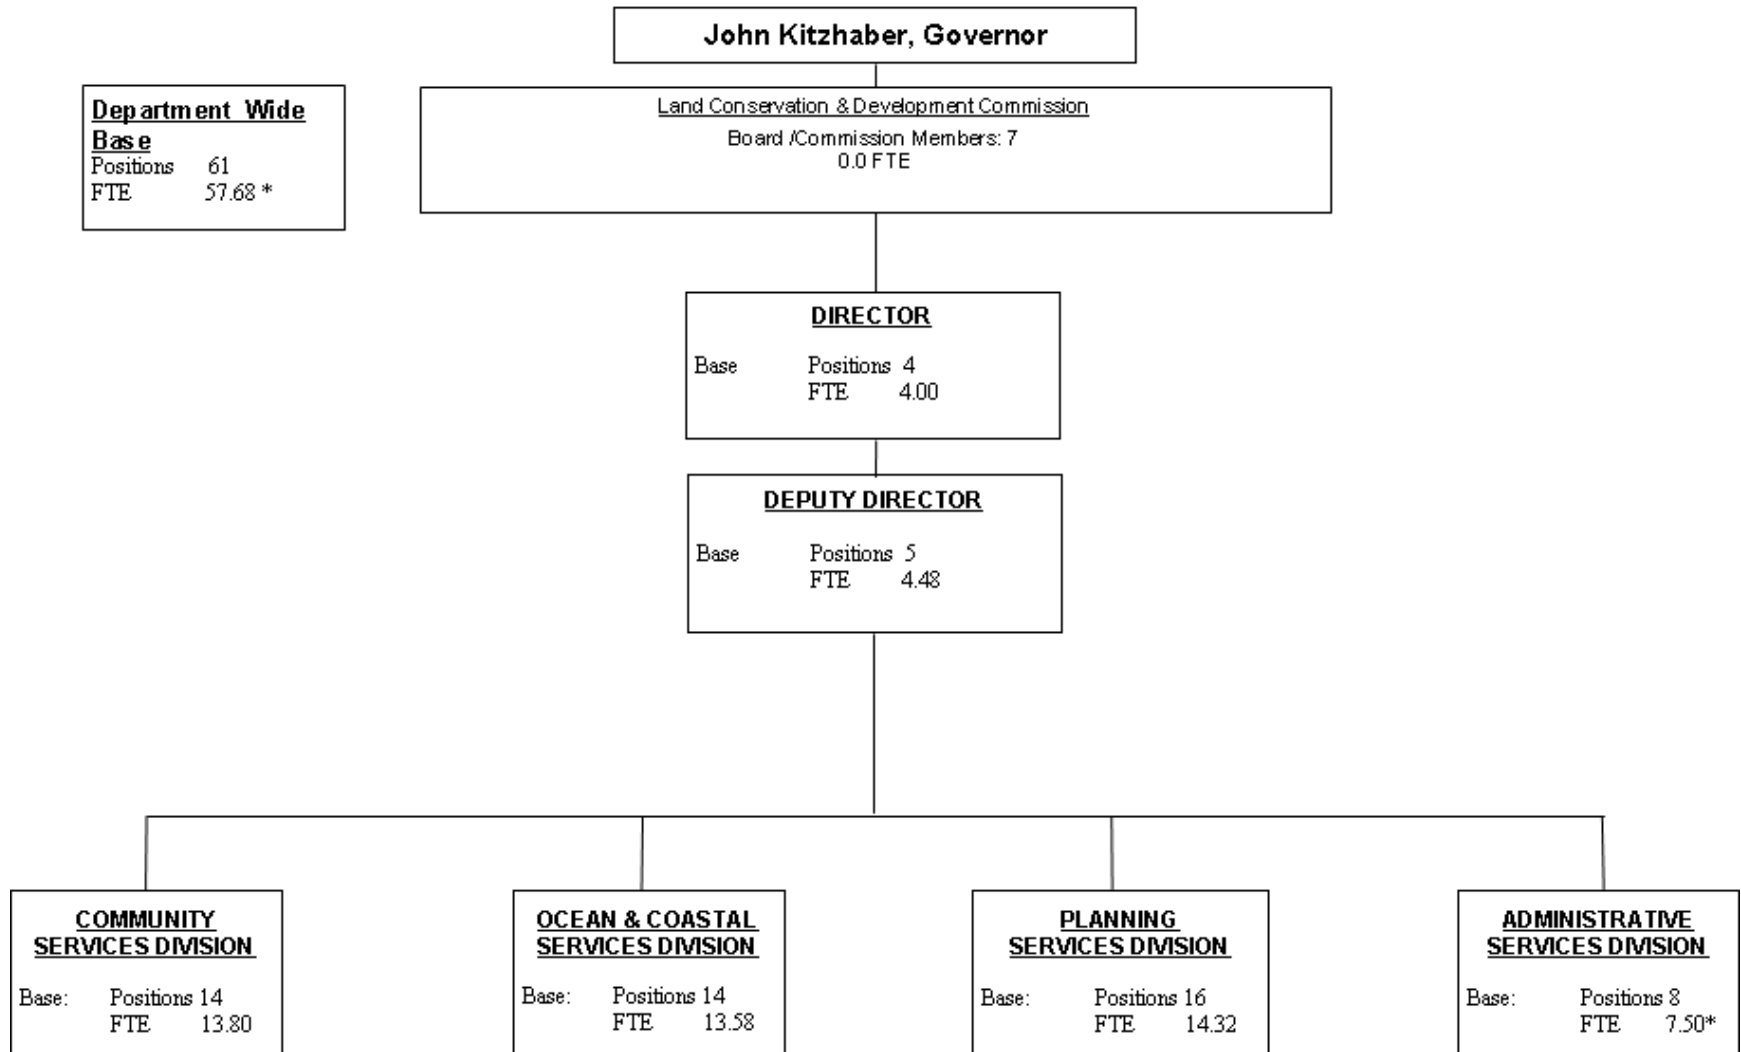 John Kitzhaber, Governor
Department Wide
Base
Positions 61
FTE 57.68 *
Land Conservation & Development Commission
Board /Commission Members: 7
0.0 FTE
DIRECTOR
Base Positions 4
FTE 4.00
DEPUTY DIRECTOR
Base Positions 5
FTE 4.48
COMMUNITY
SERVICES DIVISION
Base: Positions 14
FTE 13.80
OCEAN & COASTAL
SERVICES DIVISION
Base: Positions 14
FTE 13.58
PLANNING
SERVICES DIVISION
Base: Positions 16
FTE 14.32
ADMINISTRATIVE
SERVICES DIVISION
Base: Positions 8
FTE 7.50*